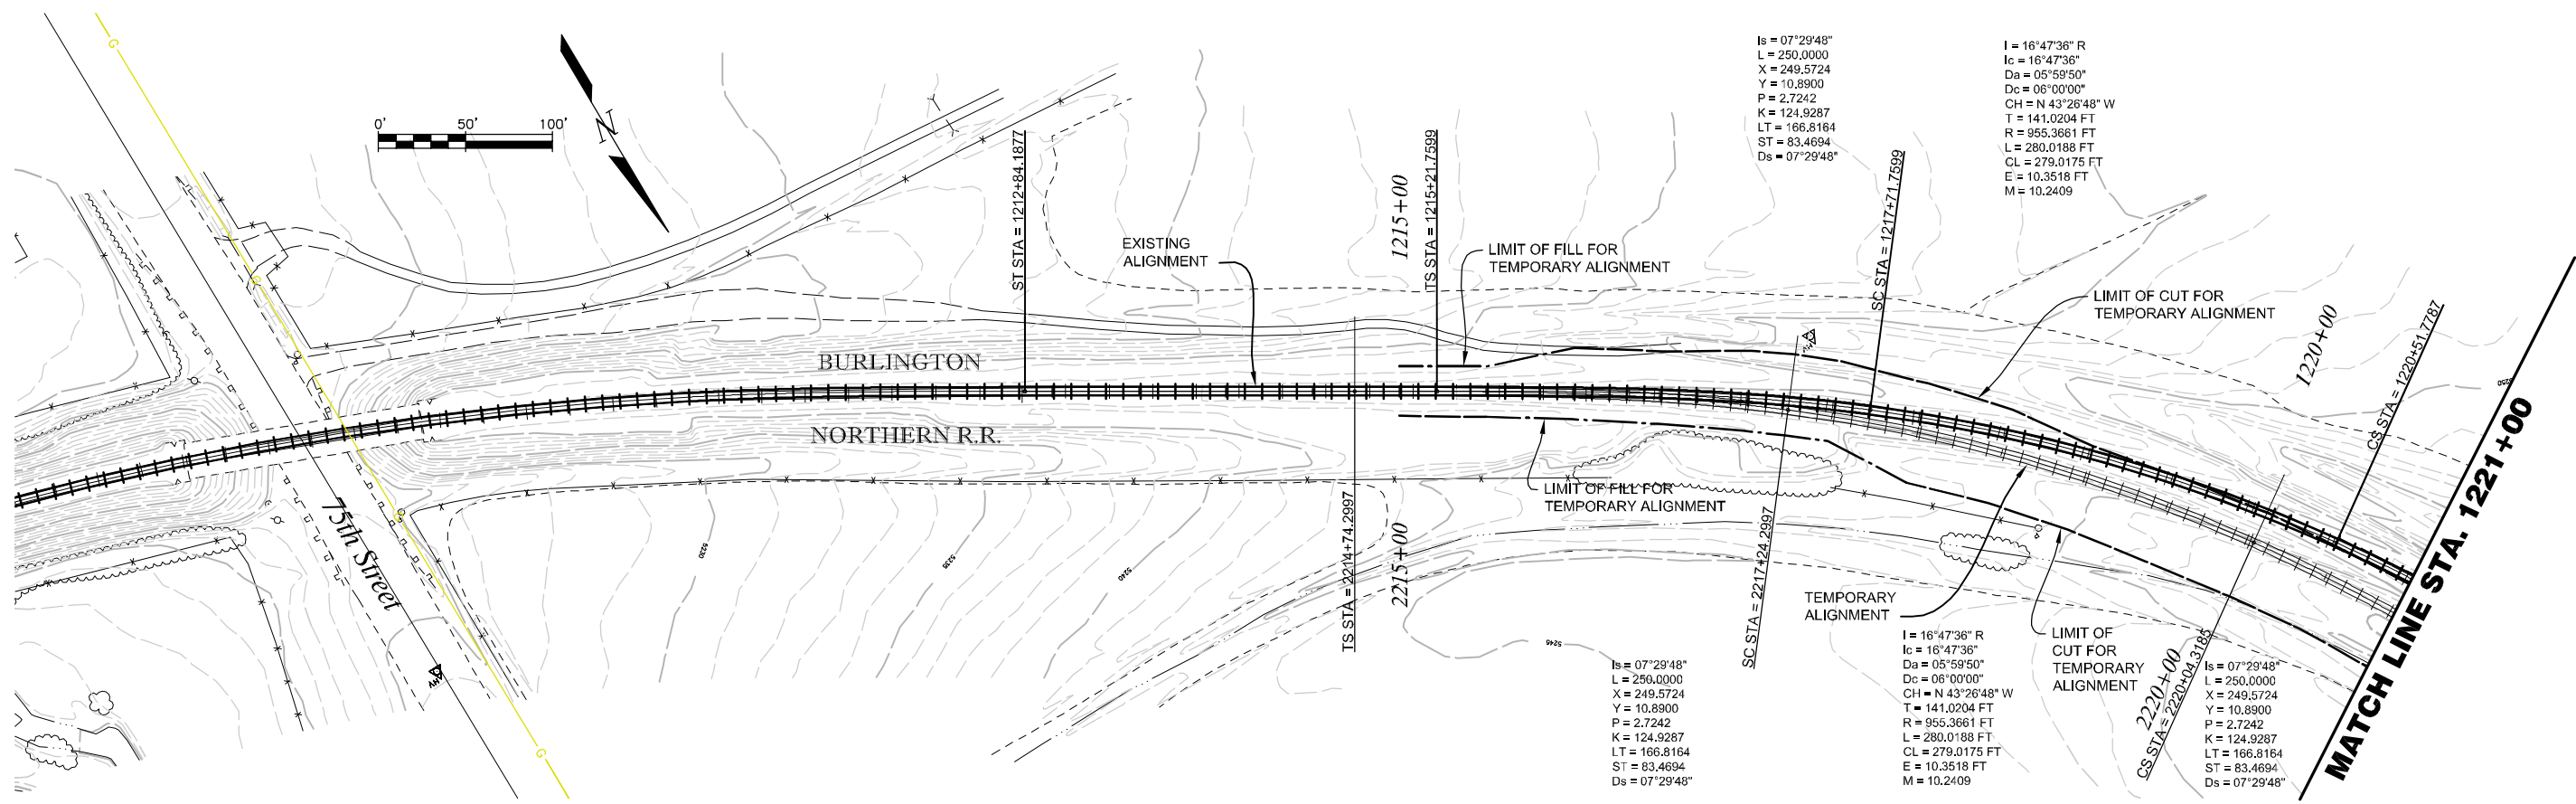 G
0'
50'
100'
N
Y
Y
ST STA = 1212+84.1877
EXISTING
ALIGNMENT
1215+00
TS STA = 1215+21.7599
LIMIT OF FILL FOR
TEMPORARY ALIGNMENT
Is = 07°29'48"
L = 250.0000
X = 249.5724
Y = 10.8900
P = 2.7242
K = 124.9287
LT = 166.8164
ST = 83.4694
Ds = 07°29'48"
SC STA = 1217+71.7599
I = 16°47'36" R
Ic = 16°47'36"
Da = 05°59'50"
Dc = 06°00'00"
CH = N 43°26'48" W
T = 141.0204 FT
R = 955.3661 FT
L = 280.0188 FT
CL = 279.0175 FT
E = 10.3518 FT
M = 10.2409
LIMIT OF CUT FOR
TEMPORARY ALIGNMENT
1220+00
CS STA = 1220+51.7787
5250
MATCH LINE STA. 1221+00
G
BURLINGTON
NORTHERN R.R.
G
75th Street
HV
G
5230
5235
5240
TS STA = 2214+74.2997
2215+00
LIMIT OF FILL FOR
TEMPORARY ALIGNMENT
HV
SC STA = 2217+24.2997
5245
TEMPORARY
ALIGNMENT
LIMIT OF
CUT FOR
TEMPORARY
ALIGNMENT
2220+00
CS STA = 2220+04.3185
Is = 07°29'48"
L = 250.0000
X = 249.5724
Y = 10.8900
P = 2.7242
K = 124.9287
LT = 166.8164
ST = 83.4694
Ds = 07°29'48"
I = 16°47'36" R
Ic = 16°47'36"
Da = 05°59'50"
Dc = 06°00'00"
CH = N 43°26'48" W
T = 141.0204 FT
R = 955.3661 FT
L = 280.0188 FT
CL = 279.0175 FT
E = 10.3518 FT
M = 10.2409
Is = 07°29'48"
L = 250.0000
X = 249.5724
Y = 10.8900
P = 2.7242
K = 124.9287
LT = 166.8164
ST = 83.4694
Ds = 07°29'48"